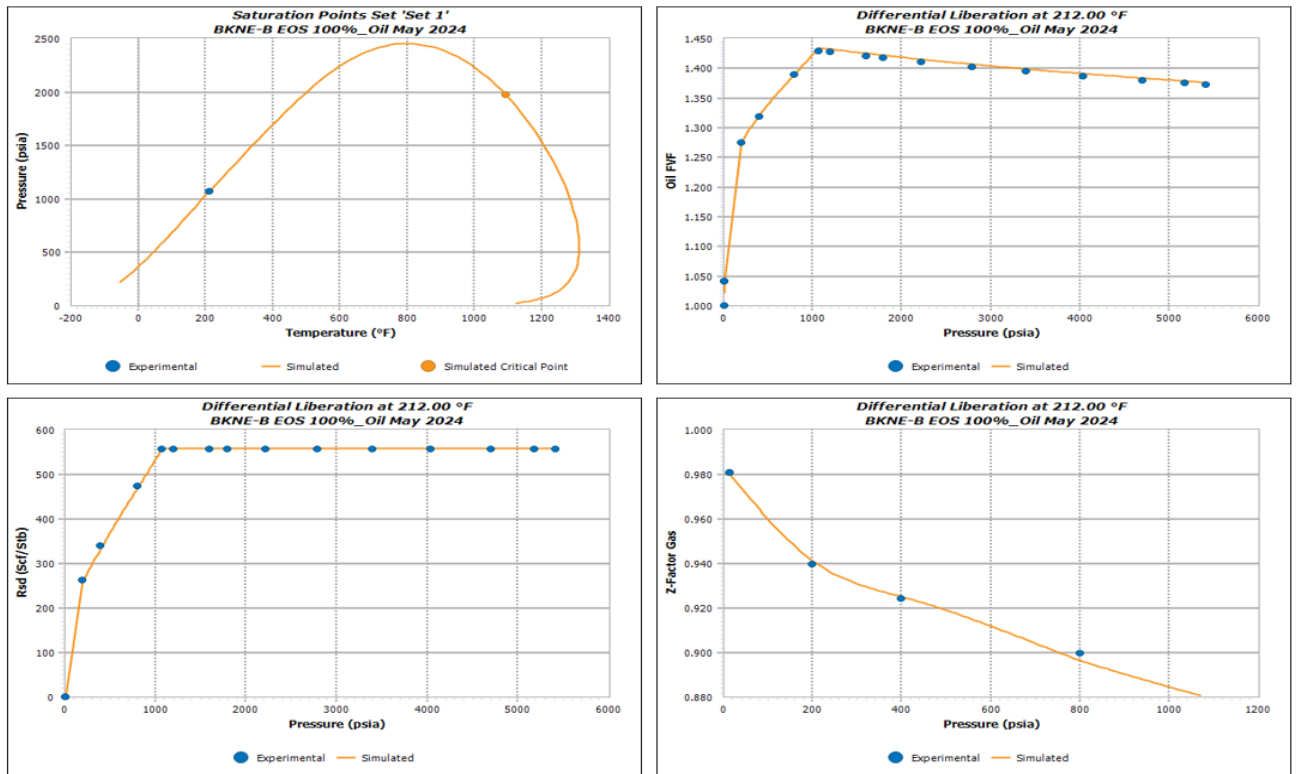 Saturation Points Set 'Set 1'
BKNE-B EOS 100%_Oil May 2024
Pressure (psia)
2500
2000
1500
1000
500
0
-200 0 200 400 600 800 1000 1200 1400
Temperature (°F)
Experimental Simulated Simulated Critical Point
Differential Liberation at 212.00 °F
BKNE-B EOS 100%_Oil May 2024
Oil FVF
1.450
1.400
1.350
1.300
1.250
1.200
1.150
1.100
1.050
1.000
0 1000 2000 3000 4000 5000 6000
Pressure (psia)
Experimental Simulated
Differential Liberation at 212.00 °F
BKNE-B EOS 100%_Oil May 2024
Rsd (Scf/Stb)
600
500
400
300
200
100
0
0 1000 2000 3000 4000 5000 6000
Pressure (psia)
Experimental Simulated
Differential Liberation at 212.00 °F
BKNE-B EOS 100%_Oil May 2024
Z-Factor Gas
1.000
0.980
0.960
0.940
0.920
0.900
0.880
0 200 400 600 800 1000 1200
Pressure (psia)
Experimental Simulated